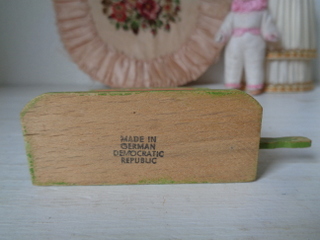 MADE IN
GERMAN
DEMOCRATIC
REPUBLIC